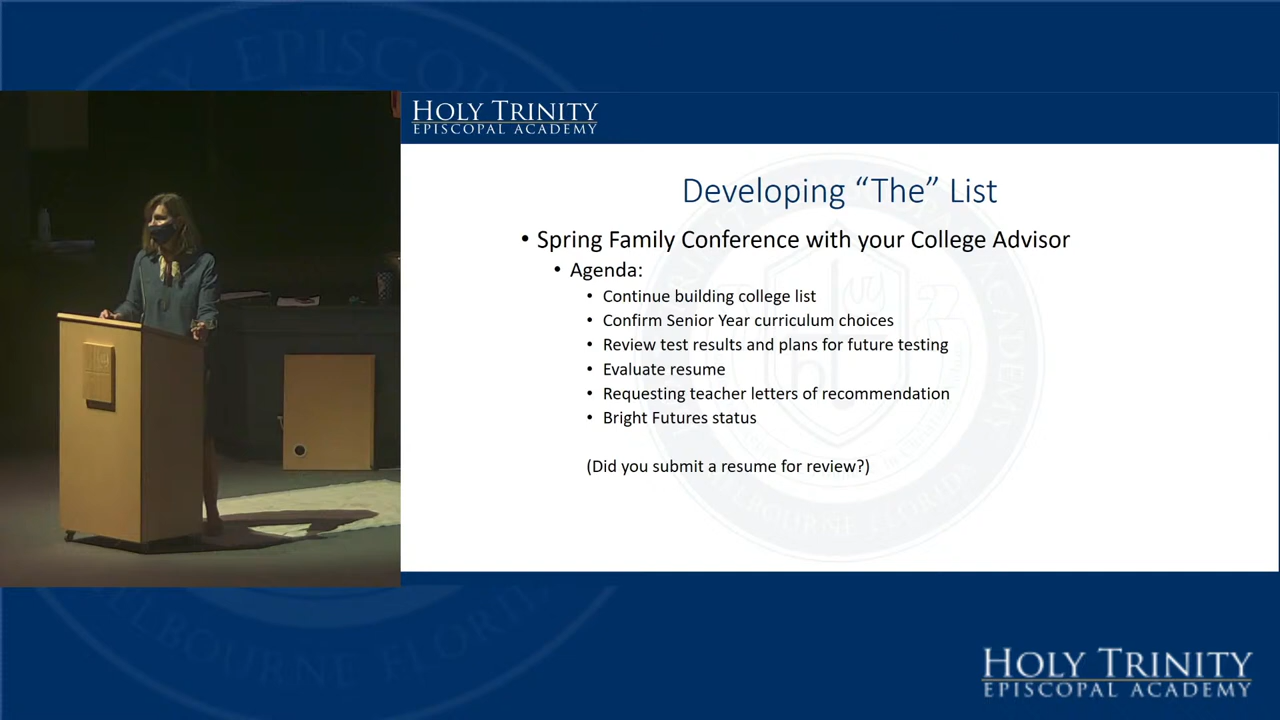 HOLY TRINITY
EPISCOPAL ACADEMY
Developing “The” List
• Spring Family Conference with your College Advisor
• Agenda:
• Continue building college list
• Confirm Senior Year curriculum choices
• Review test results and plans for future testing
• Evaluate resume
• Requesting teacher letters of recommendation
• Bright Futures status
(Did you submit a resume for review?)
MELBOURNE FLORIDA
HOLY TRINITY
EPISCOPAL ACADEMY